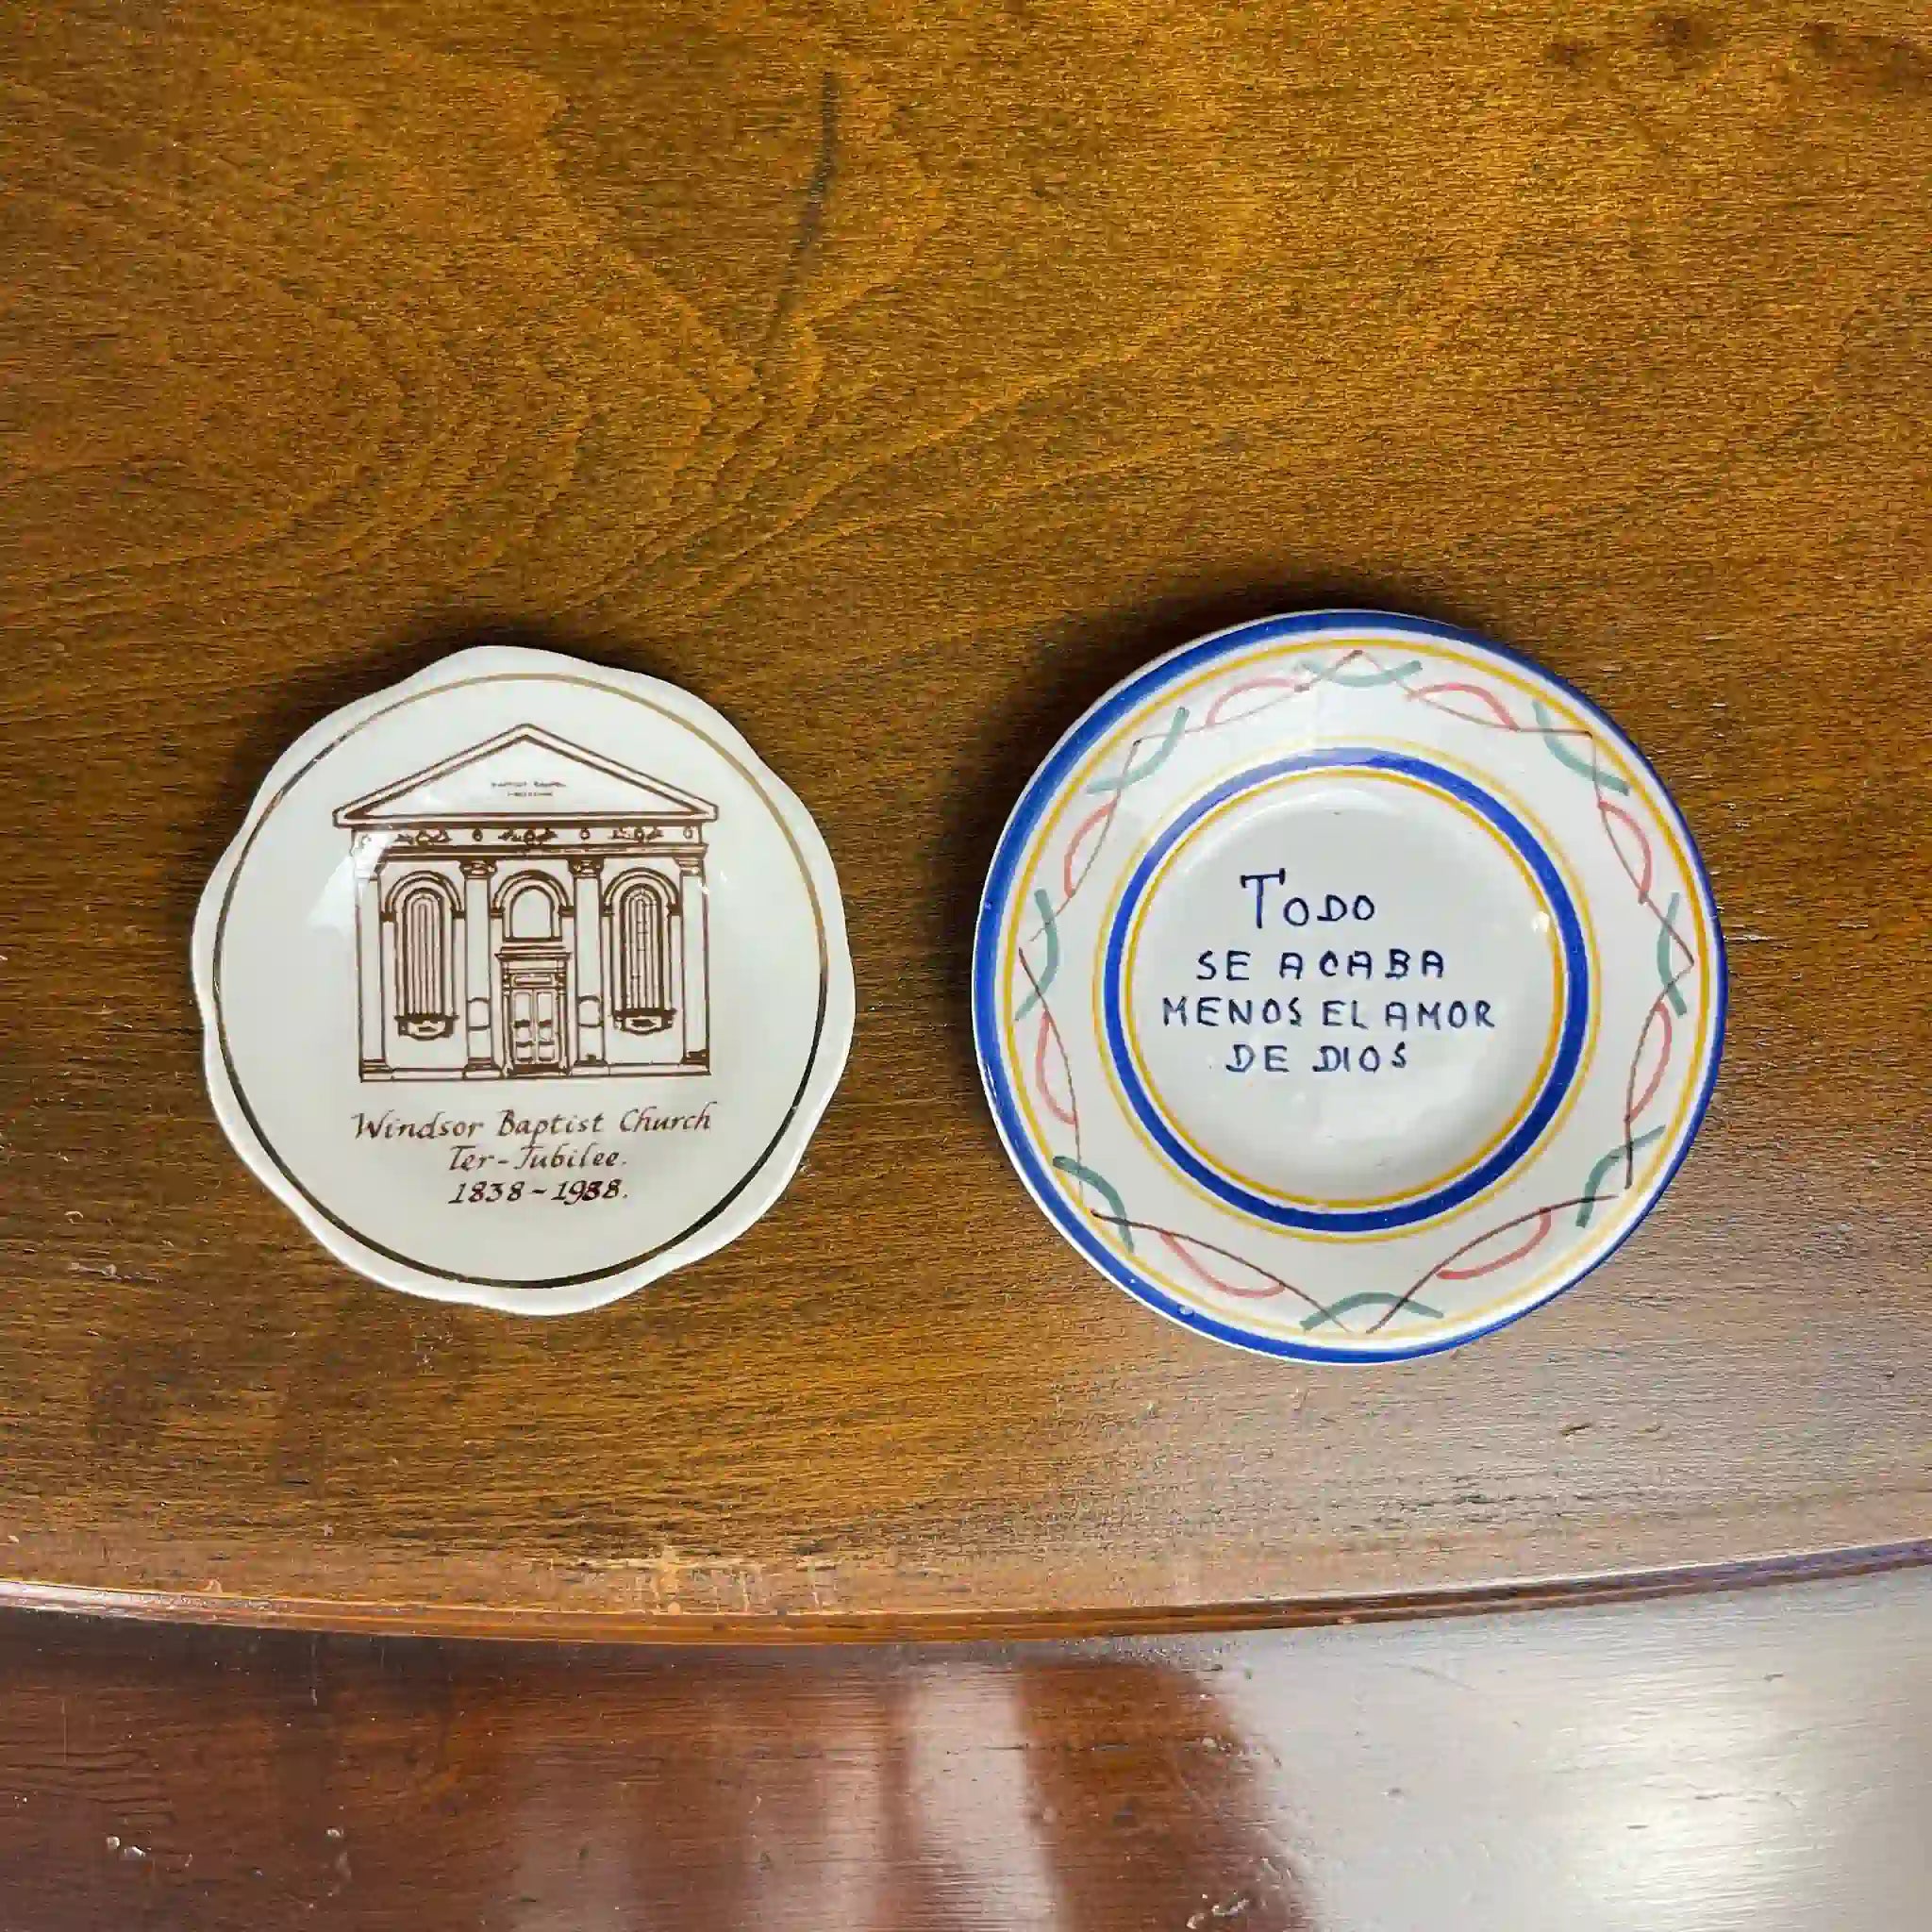 Windsor Baptist Church
Ter-Jubilee.
1838~1988.
TODO
SE ACABA
MENOS EL AMOR
DE DIOS